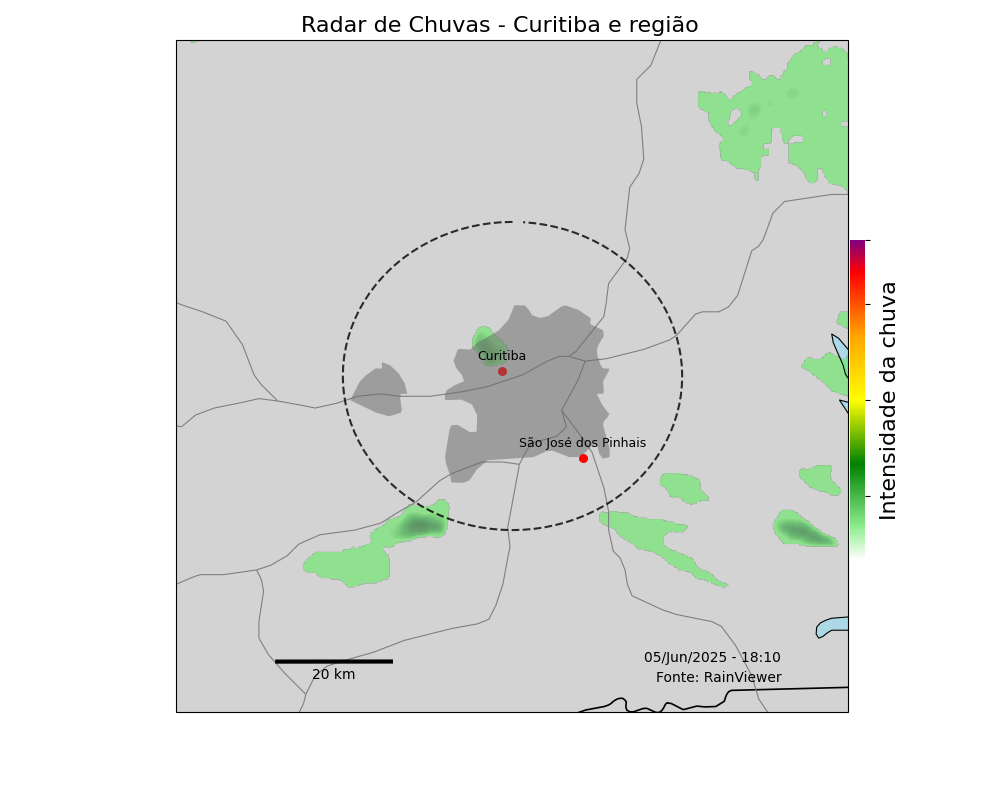 Radar de Chuvas - Curitiba e região
Curitiba
São José dos Pinhais
Intensidade da chuva
05/Jun/2025 - 18:10
20 km
Fonte: RainViewer